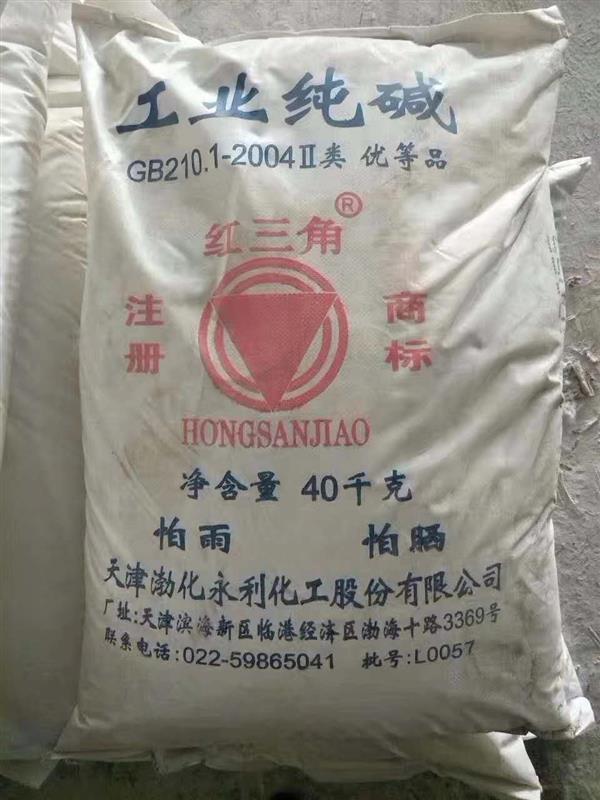 工业纯碱
GB210.1-2004Ⅱ类 优等品
红三角®
注册 商标
HONGSANJIAO
净含量 40千克
怕雨 怕晒
天津渤化永利化工股份有限公司
厂址:天津滨海新区临港经济区渤海十路3369号
联系电话:022-59865041 批号:L0057